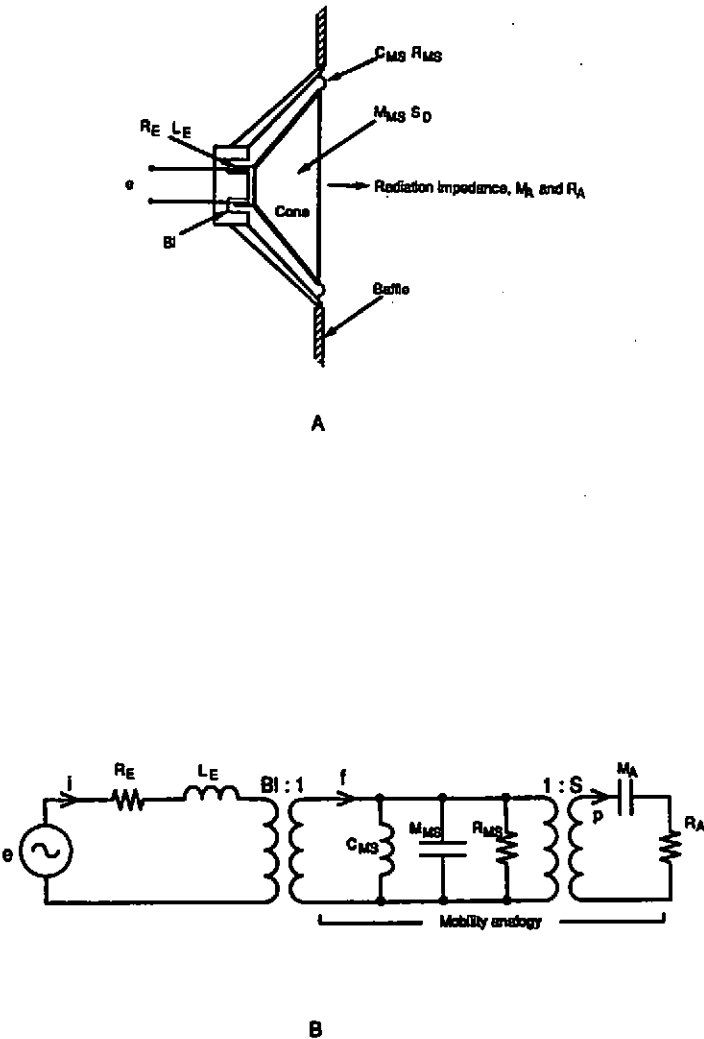 C_MS R_MS
R_E L_E
M_MS S_D
e
Radiation impedance, M_A and R_A
Cone
Bl
Baffle
A
i
R_E
L_E
Bl : 1
f
1 : S
M_A
p
e
C_MS
M_MS
R_MS
R_A
Mobility analogy
B